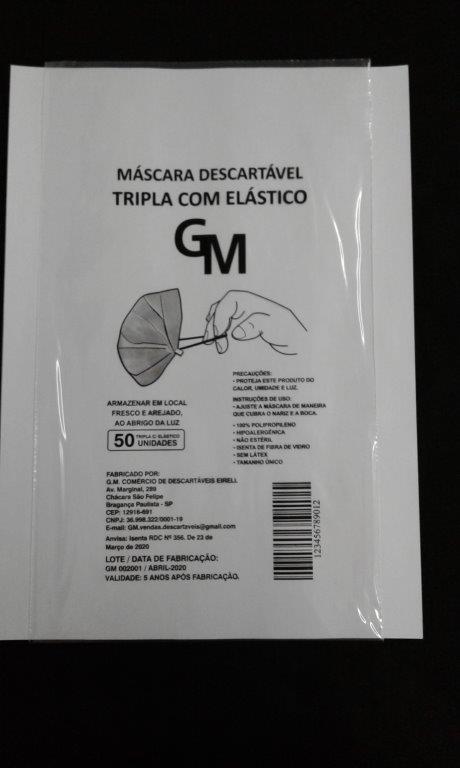 MÁSCARA DESCARTÁVEL
TRIPLA COM ELÁSTICO
GM
PRECAUÇÕES:
- PROTEJA ESTE PRODUTO DO
CALOR, UMIDADE E LUZ.
INSTRUÇÕES DE USO:
- AJUSTE A MÁSCARA DE MANEIRA
QUE CUBRA O NARIZ E A BOCA.
- 100% POLIPROPILENO
- HIPOALERGÊNICA
- NÃO ESTÉRIL
- ISENTA DE FIBRA DE VIDRO
- SEM LÁTEX
- TAMANHO ÚNICO
ARMAZENAR EM LOCAL
FRESCO E AREJADO,
AO ABRIGO DA LUZ
50 TRIPLA C/ ELÁSTICO
UNIDADES
FABRICADO POR:
G.M. COMÉRCIO DE DESCARTÁVEIS EIRELL
Av. Marginal, 289
Chácara São Felipe
Bragança Paulista - SP
CEP: 12916-691
CNPJ: 36.998.322/0001-19
E-mail: GM.vendas.descartaveis@gmail.com
Anvisa: Isenta RDC Nº 356. De 23 de
Março de 2020
LOTE / DATA DE FABRICAÇÃO:
GM 002001 / ABRIL-2020
VALIDADE: 5 ANOS APÓS FABRICAÇÃO.
123456789012